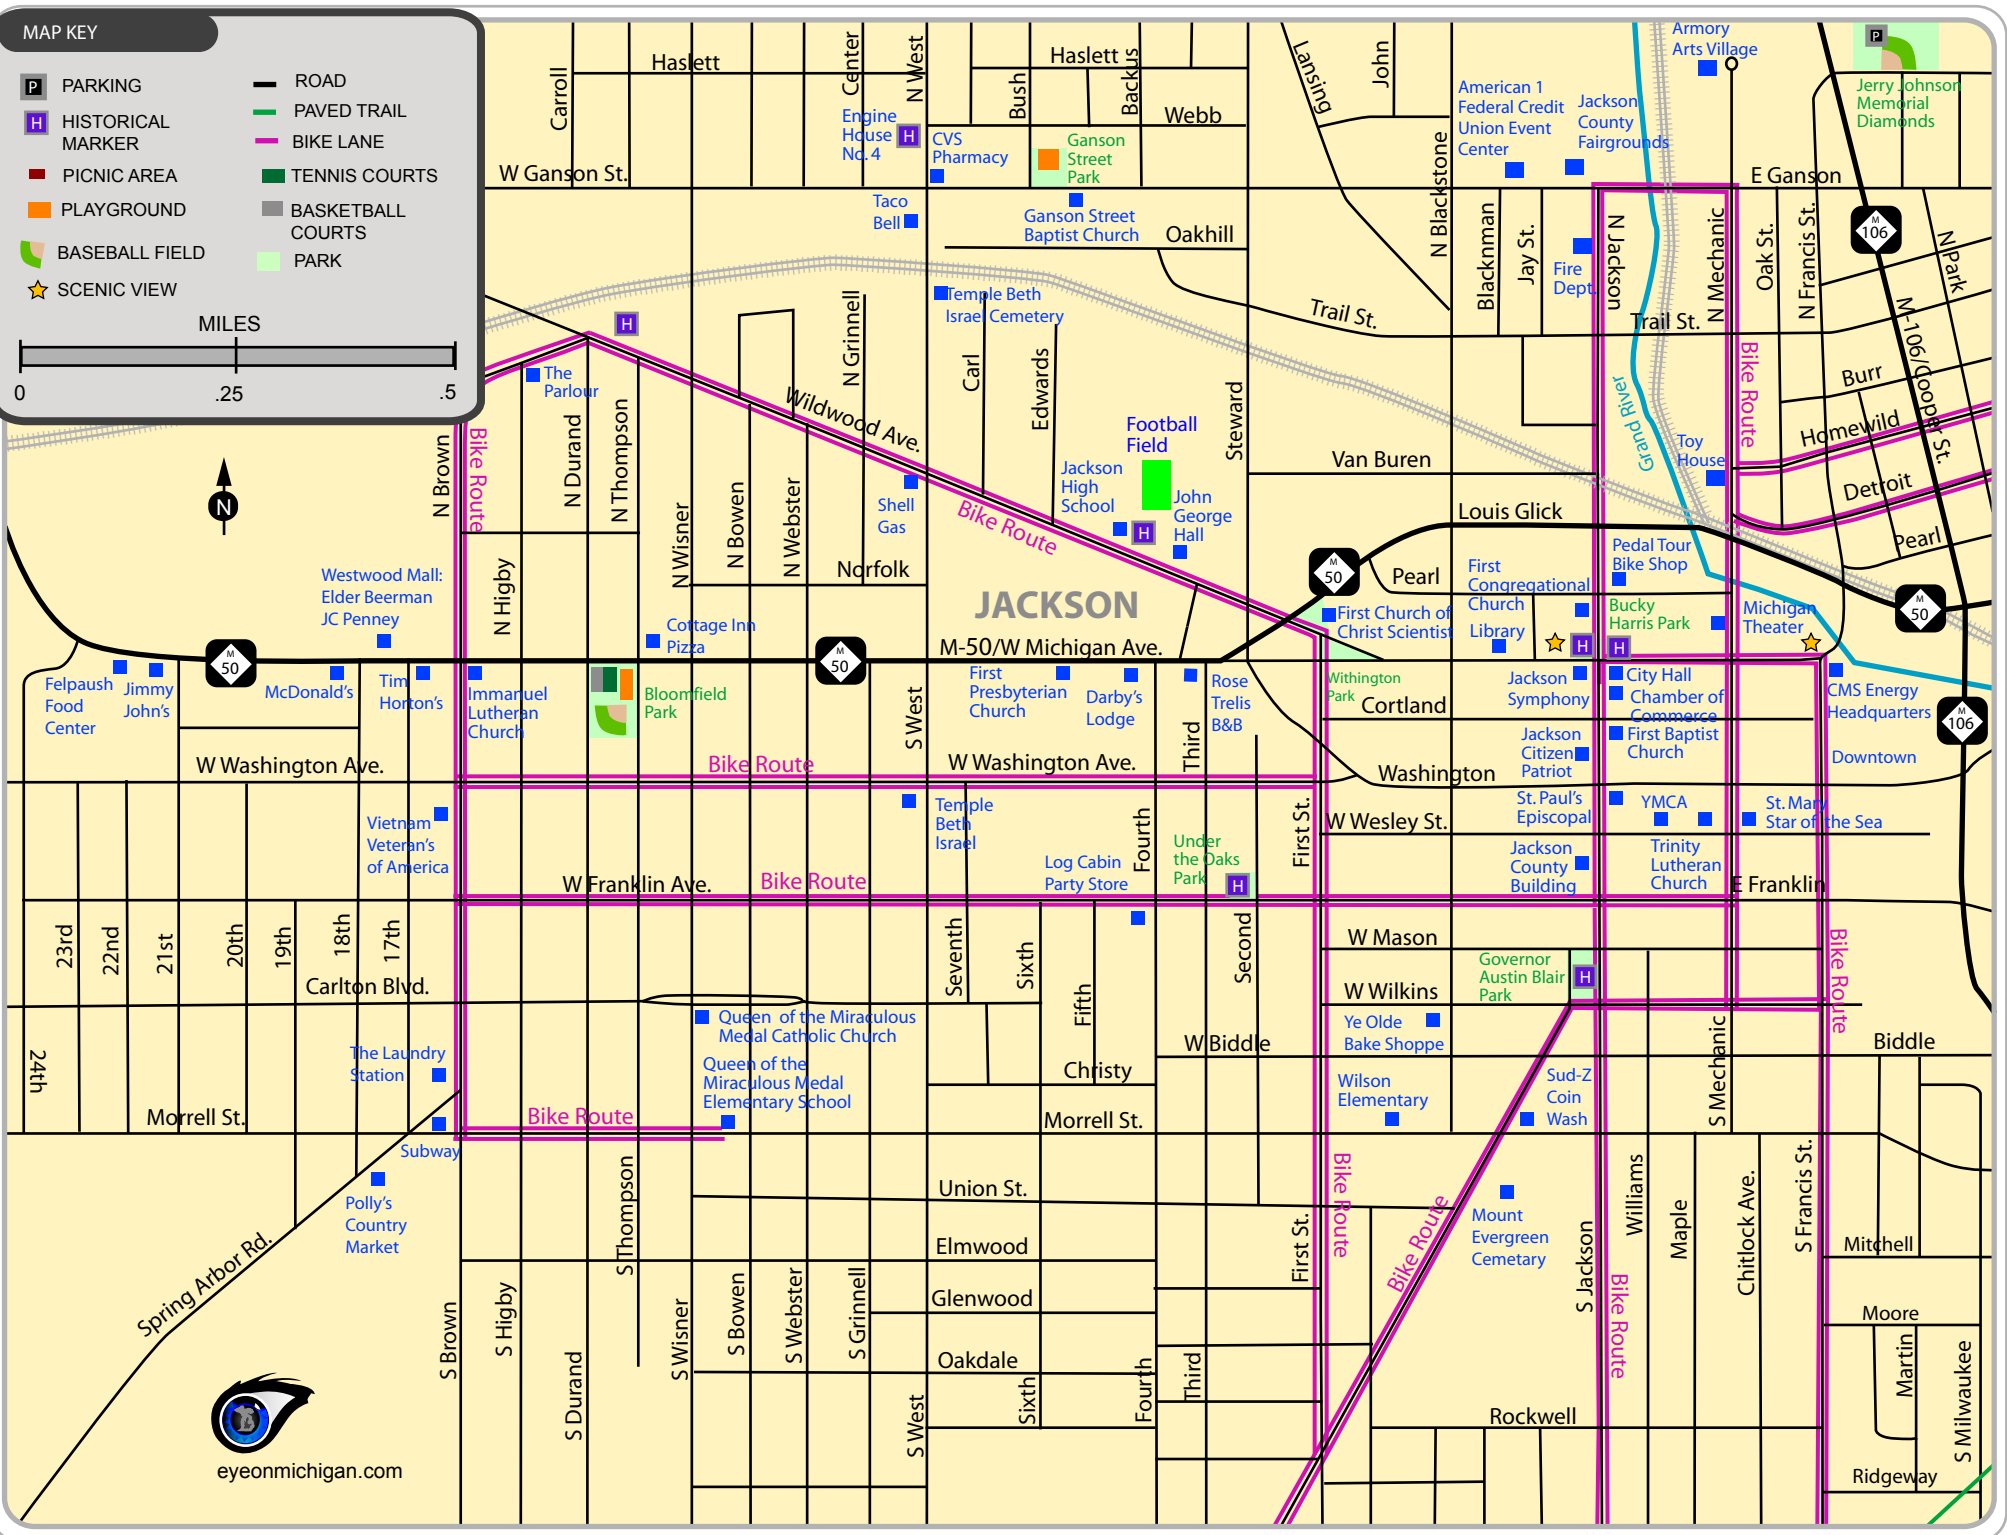 MAP KEY
P PARKING
H HISTORICAL
MARKER
PICNIC AREA
PLAYGROUND
BASEBALL FIELD
SCENIC VIEW
ROAD
PAVED TRAIL
BIKE LANE
TENNIS COURTS
BASKETBALL
COURTS
PARK
MILES
0 .25 .5
N
Haslett
Haslett
Carroll
Center
N West
Bush
Backus
Webb
Lansing
John
N Blackstone
Engine
House
No. 4
H
CVS
Pharmacy
Ganson
Street
Park
W Ganson St.
Taco
Bell
Ganson Street
Baptist Church
Oakhill
American 1
Federal Credit
Union Event
Center
Jackson
County
Fairgrounds
Armory
Arts Village
P
Jerry Johnson
Memorial
Diamonds
E Ganson
M
106
Blackman
Jay St.
Fire
Dept.
N Jackson
N Mechanic
Oak St.
N Francis St.
N Park
M-106/Cooper St.
Trail St.
Trail St.
Burr
Homewild
Detroit
Pearl
Bike Route
Grand River
Toy
House
Temple Beth
Israel Cemetery
H
The
Parlour
N Grinnell
Carl
Edwards
Steward
Wildwood Ave.
Football
Field
Jackson
High
School
H
John
George
Hall
Van Buren
Louis Glick
N Brown
Bike Route
N Durand
N Thompson
N Higby
N Wisner
N Bowen
N Webster
Shell
Gas
Bike Route
Norfolk
JACKSON
M
50
Pearl
First
Congregational
Church
Pedal Tour
Bike Shop
Bucky
Harris Park
Michigan
Theater
M
50
Westwood Mall:
Elder Beerman
JC Penney
Cottage Inn
Pizza
First Church of
Christ Scientist
Library
H
H
M
50
M
50
M-50/W Michigan Ave.
Felpaush
Food
Center
Jimmy
John's
McDonald's
Tim
Horton's
Immanuel
Lutheran
Church
Bloomfield
Park
S West
First
Presbyterian
Church
Darby's
Lodge
Third
Rose
Trelis
B&B
Withington
Park
Cortland
Jackson
Symphony
City Hall
Chamber of
Commerce
First Baptist
Church
Jackson
Citizen
Patriot
CMS Energy
Headquarters
M
106
Downtown
W Washington Ave.
Bike Route
W Washington Ave.
Washington
Vietnam
Veteran's
of America
Temple
Beth
Israel
Log Cabin
Party Store
Fourth
Under
the Oaks
Park
H
First St.
W Wesley St.
St. Paul's
Episcopal
YMCA
St. Mary
Star of the Sea
Jackson
County
Building
Trinity
Lutheran
Church
E Franklin
W Franklin Ave.
Bike Route
23rd
22nd
21st
20th
19th
18th
17th
Seventh
Sixth
Fifth
Second
W Mason
Governor
Austin Blair
Park
H
Bike Route
Carlton Blvd.
W Wilkins
Queen of the Miraculous
Medal Catholic Church
Ye Olde
Bake Shoppe
W Biddle
Biddle
24th
The Laundry
Station
Queen of the
Miraculous Medal
Elementary School
Christy
Wilson
Elementary
Sud-Z
Coin
Wash
S Mechanic
Morrell St.
Bike Route
Morrell St.
Subway
Polly's
Country
Market
Spring Arbor Rd.
S Thompson
Union St.
Bike Route
Bike Route
Mount
Evergreen
Cemetary
Williams
Maple
Chitlock Ave.
S Francis St.
Mitchell
Elmwood
First St.
S Jackson
Bike Route
S Brown
S Higby
S Durand
S Wisner
S Bowen
S Webster
S Grinnell
S West
Glenwood
Oakdale
Sixth
Fourth
Third
Rockwell
Moore
Martin
S Milwaukee
Ridgeway
eyeonmichigan.com